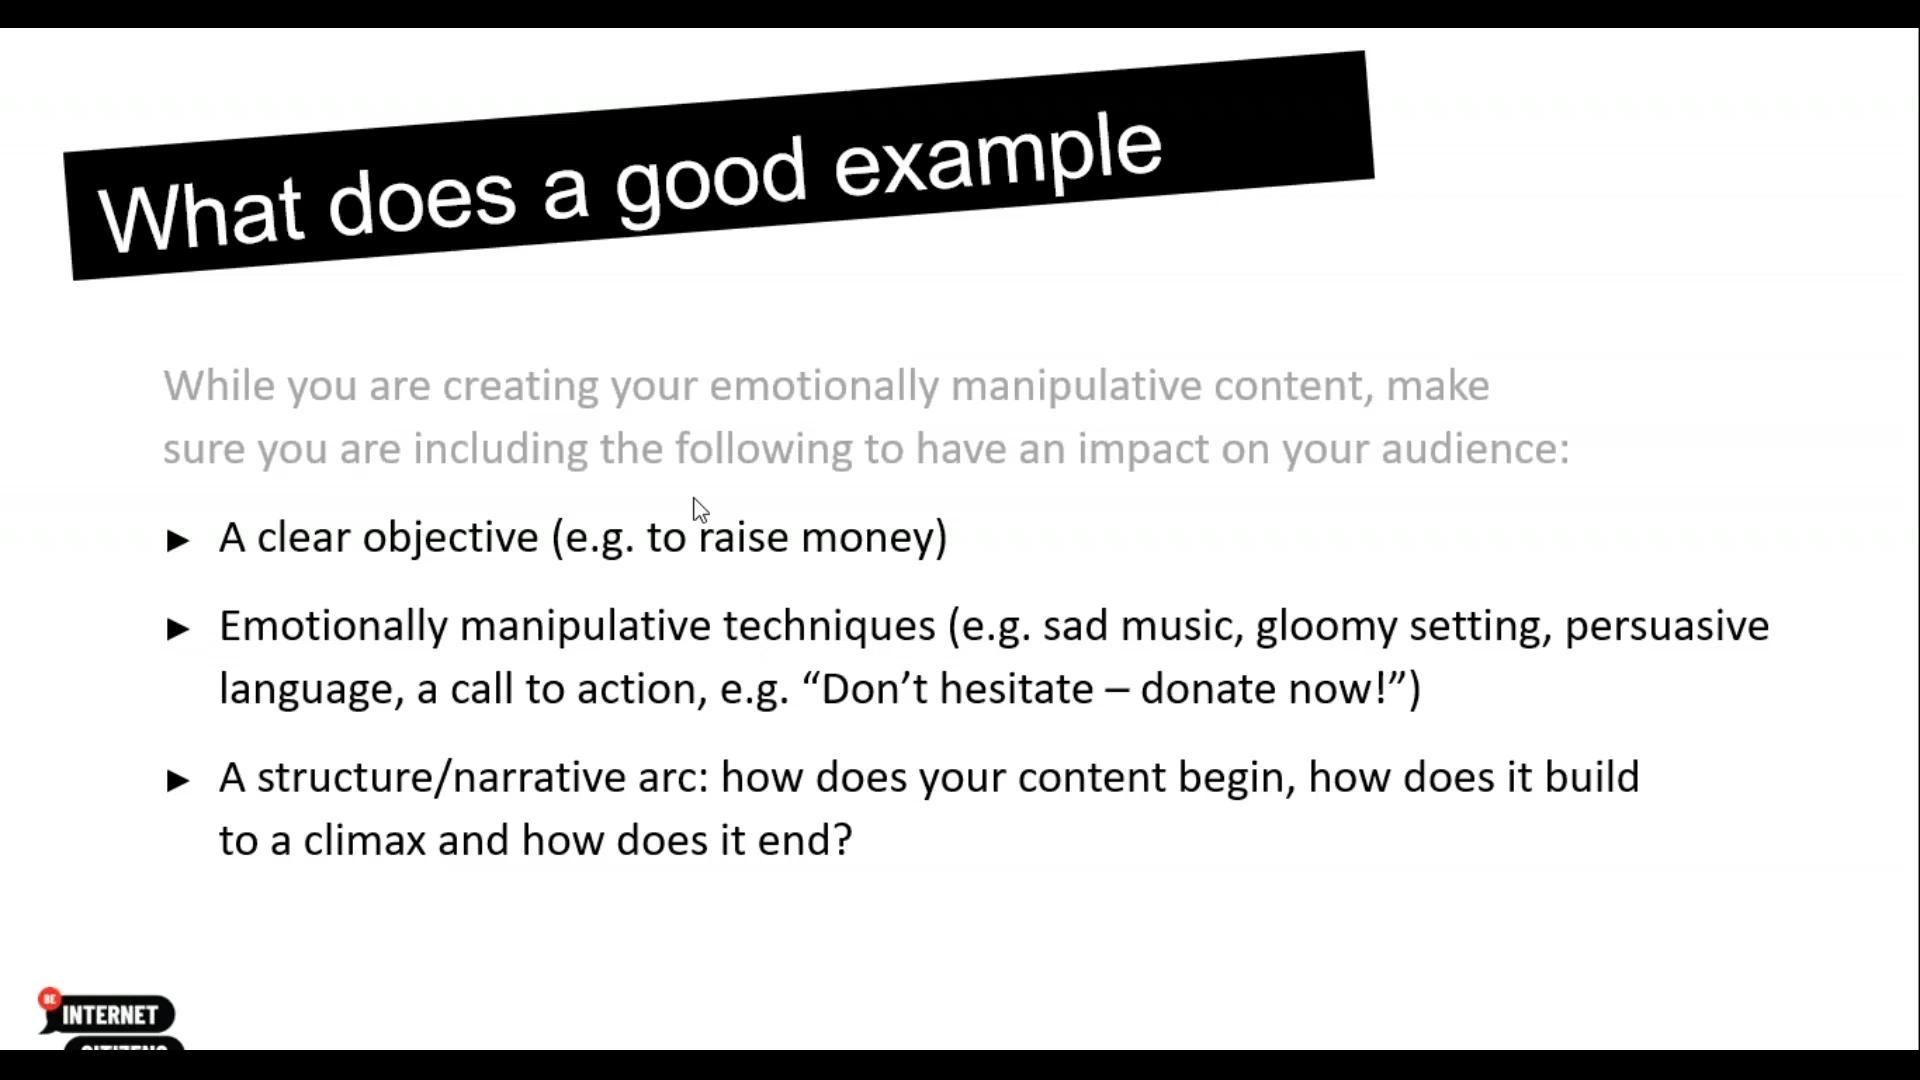 What does a good example
While you are creating your emotionally manipulative content, make
sure you are including the following to have an impact on your audience:
► A clear objective (e.g. to raise money)
► Emotionally manipulative techniques (e.g. sad music, gloomy setting, persuasive
language, a call to action, e.g. “Don’t hesitate – donate now!”)
► A structure/narrative arc: how does your content begin, how does it build
to a climax and how does it end?
BE
INTERNET
CITIZENS